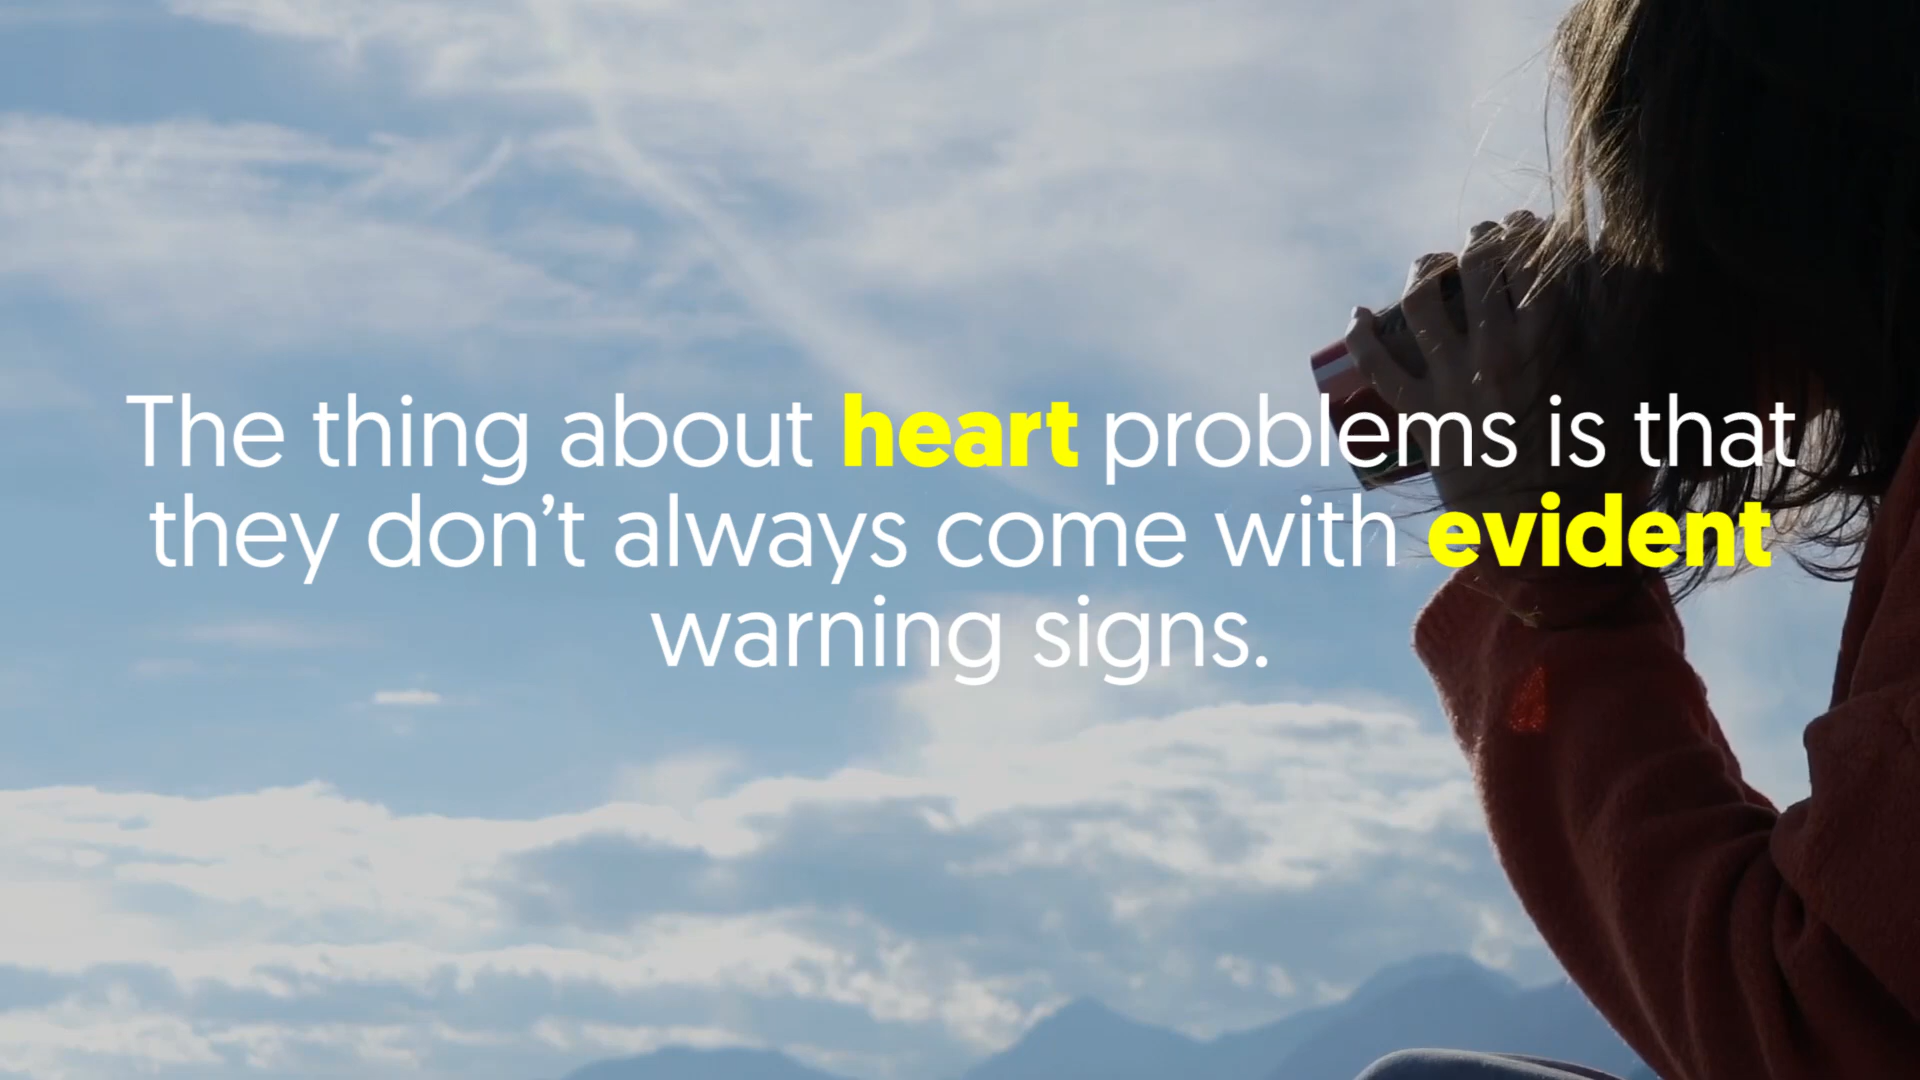 The thing about heart problems is that
they don’t always come with evident
warning signs.